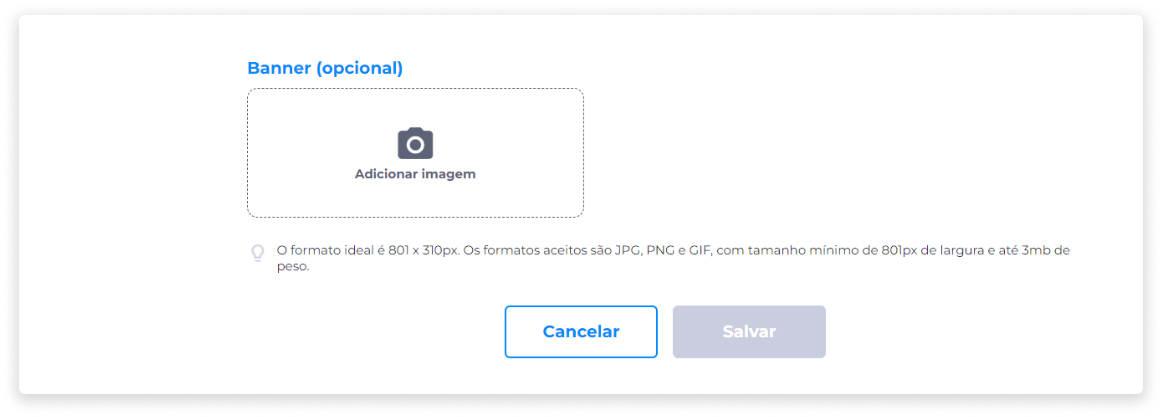 Banner (opcional)
Adicionar imagem
O formato ideal é 801 x 310px. Os formatos aceitos são JPG, PNG e GIF, com tamanho mínimo de 801px de largura e até 3mb de
peso.
Cancelar
Salvar